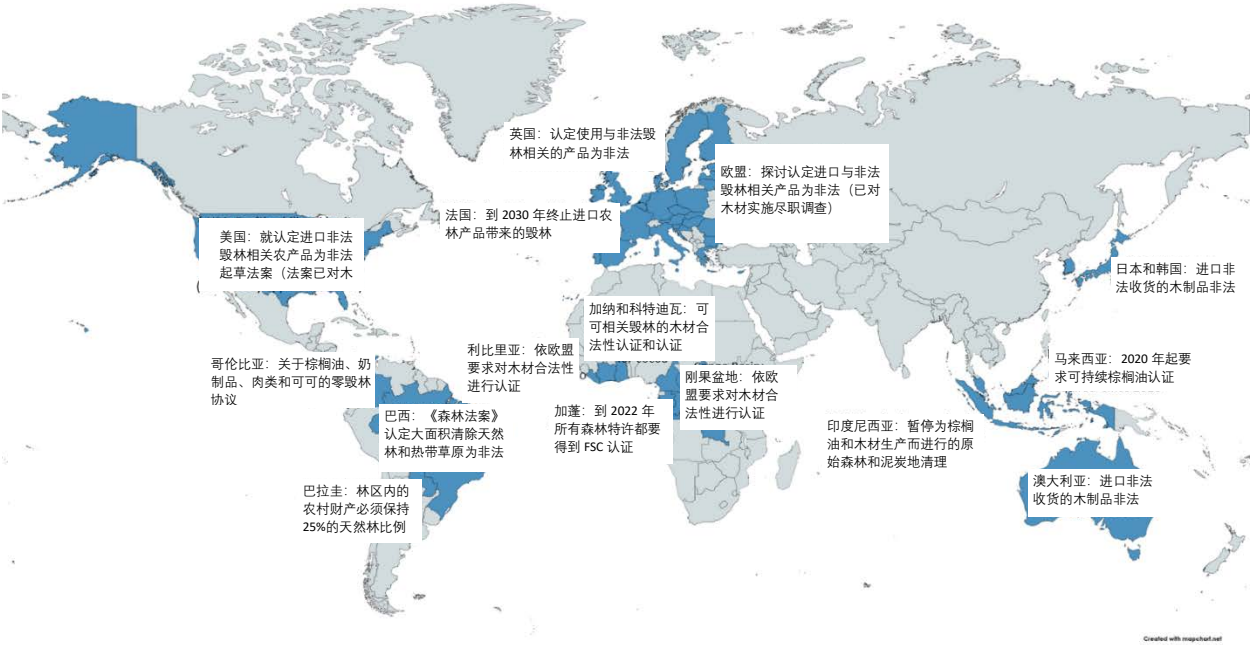 英国：认定使用与非法毁
林相关的产品为非法
欧盟：探讨认定进口与非法
毁林相关产品为非法（已对
木材实施尽职调查）
法国：到 2030 年终止进口农
林产品带来的毁林
美国：就认定进口非法
毁林相关农产品为非法
起草法案（法案已对木
(
日本和韩国：进口非
法收货的木制品非法
加纳和科特迪瓦：可
可相关毁林的木材合
法性认证和认证
利比里亚：依欧盟
要求对木材合法性
进行认证
哥伦比亚：关于棕榈油、奶
制品、肉类和可可的零毁林
协议
刚果盆地：依欧
盟要求对木材合
法性进行认证
马来西亚：2020 年起要
求可持续棕榈油认证
巴西：《森林法案》
认定大面积清除天然
林和热带草原为非法
加蓬：到 2022 年
所有森林特许都要
得到 FSC 认证
印度尼西亚：暂停为棕榈
油和木材生产而进行的原
始森林和泥炭地清理
澳大利亚：进口非法
收货的木制品非法
巴拉圭：林区内的
农村财产必须保持
25%的天然林比例
Created with mapchart.net